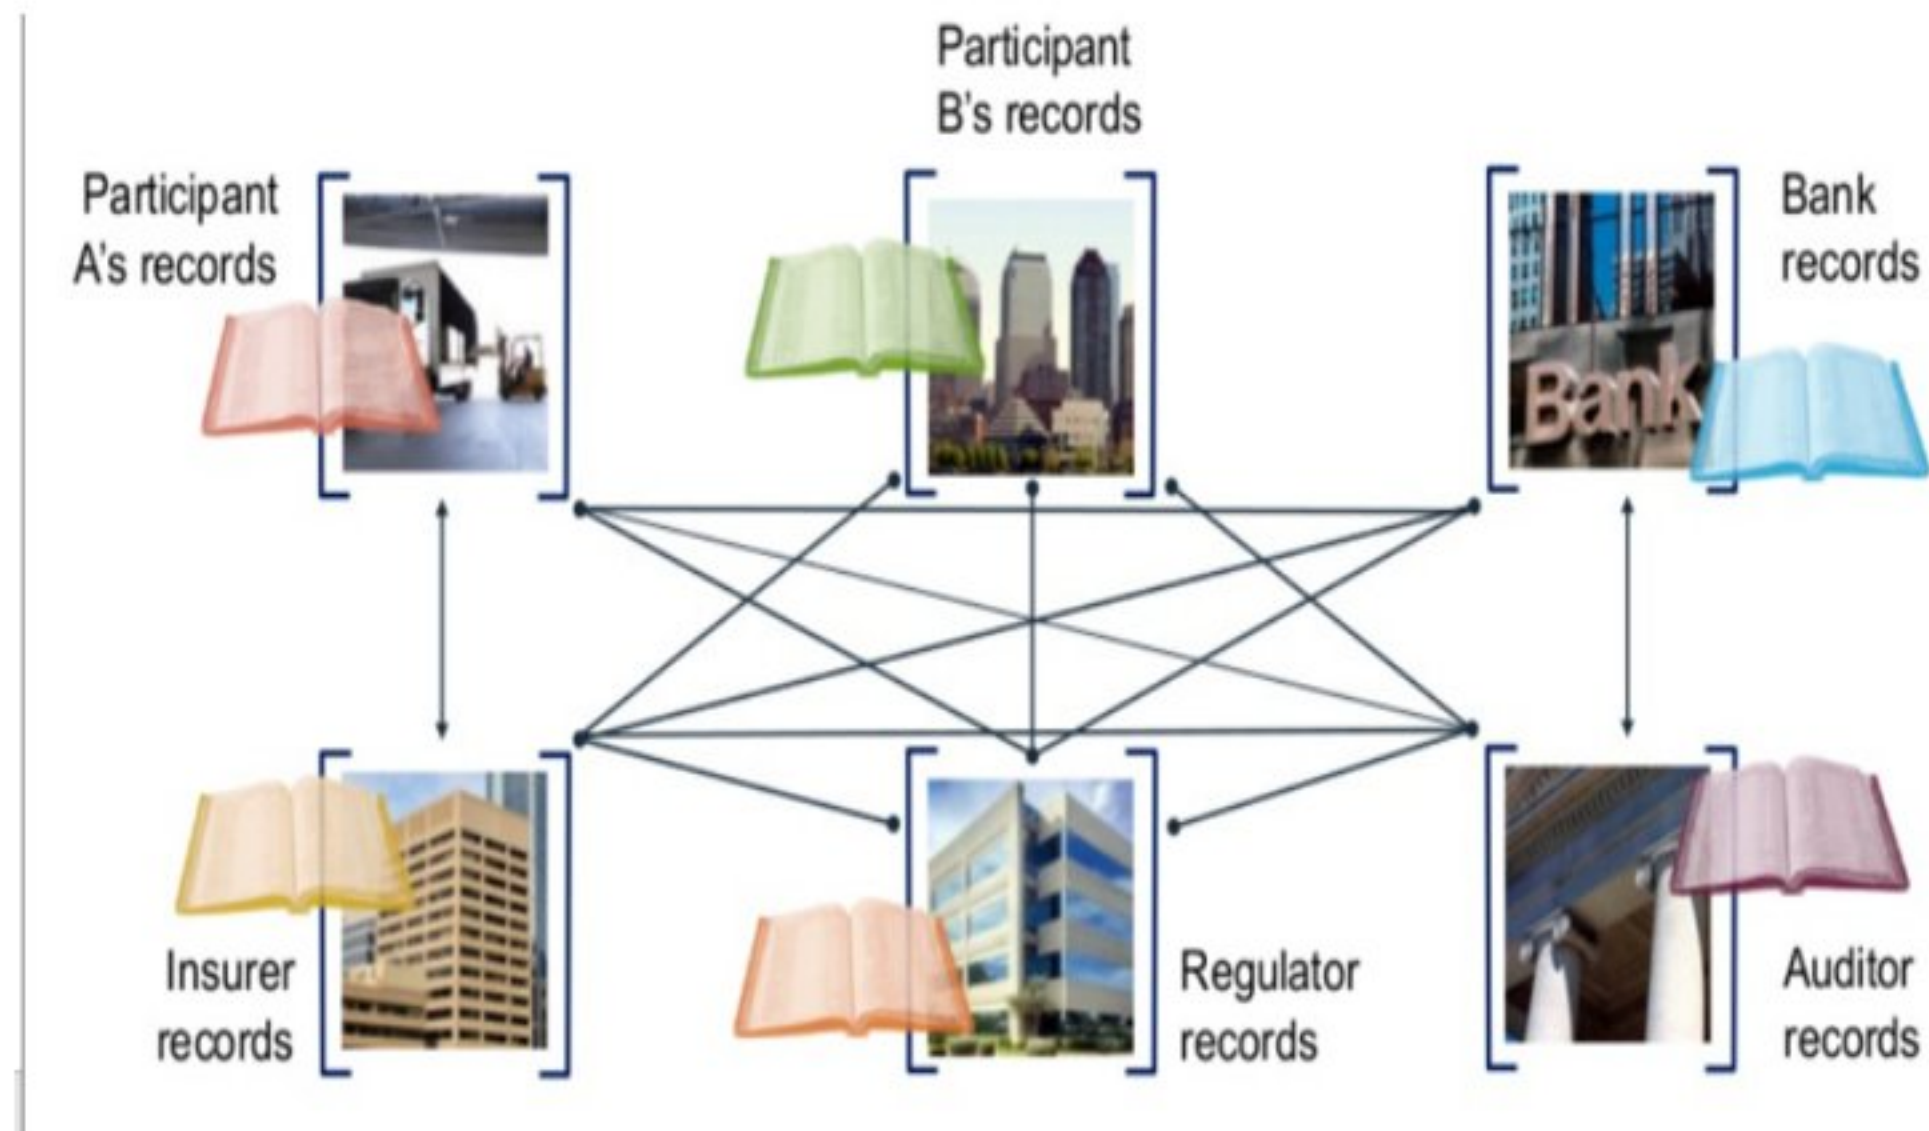 Participant
B's records
Participant
A's records
Bank
records
Bank
Insurer
records
Regulator
records
Auditor
records